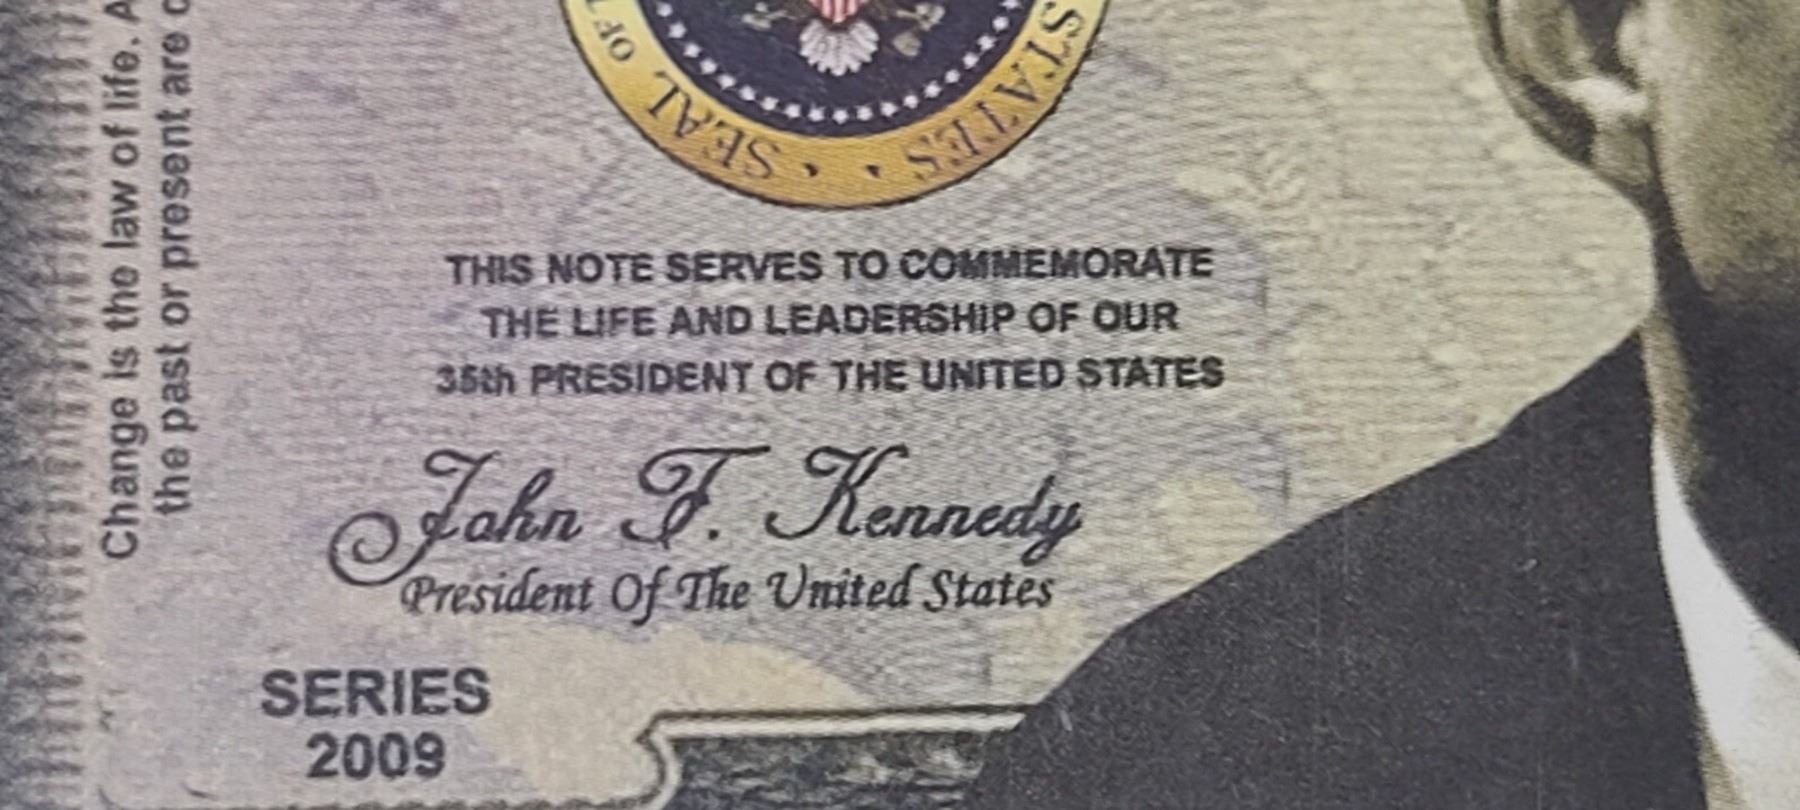 Change is the law of life. A
the past or present are c
SEAL OF
STATES
THIS NOTE SERVES TO COMMEMORATE
THE LIFE AND LEADERSHIP OF OUR
35th PRESIDENT OF THE UNITED STATES
John F. Kennedy
President Of The United States
SERIES
2009